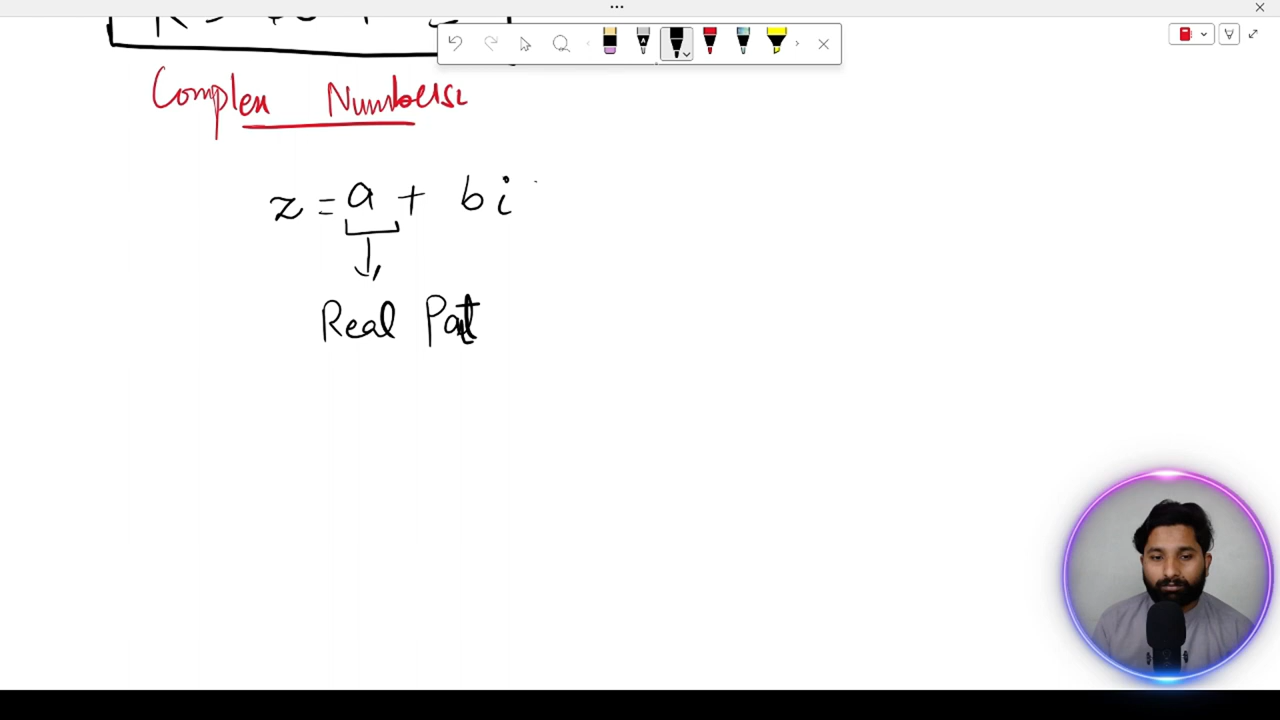 Complex Numbers
z = a + bi
Real Part